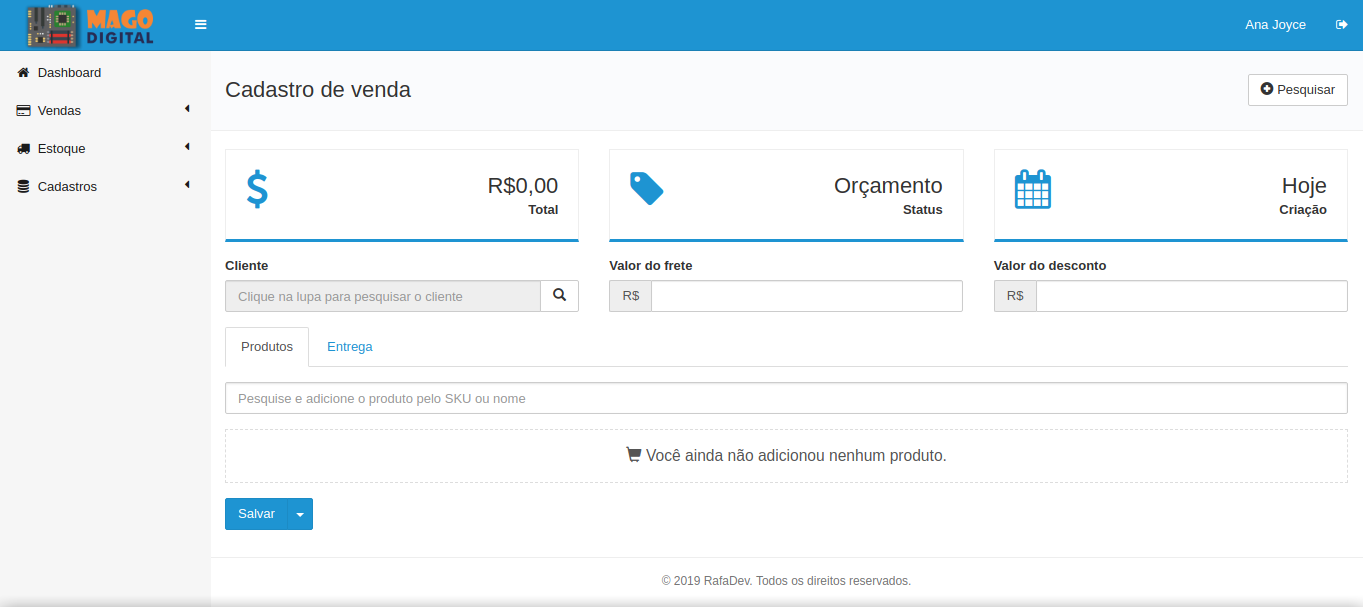 MAGO
DIGITAL
Ana Joyce
Dashboard
Vendas
Estoque
Cadastros
Cadastro de venda
Pesquisar
R$0,00
Total
Orçamento
Status
Hoje
Criação
Cliente
Clique na lupa para pesquisar o cliente
Valor do frete
R$
Valor do desconto
R$
Produtos
Entrega
Pesquise e adicione o produto pelo SKU ou nome
Você ainda não adicionou nenhum produto.
Salvar
© 2019 RafaDev. Todos os direitos reservados.